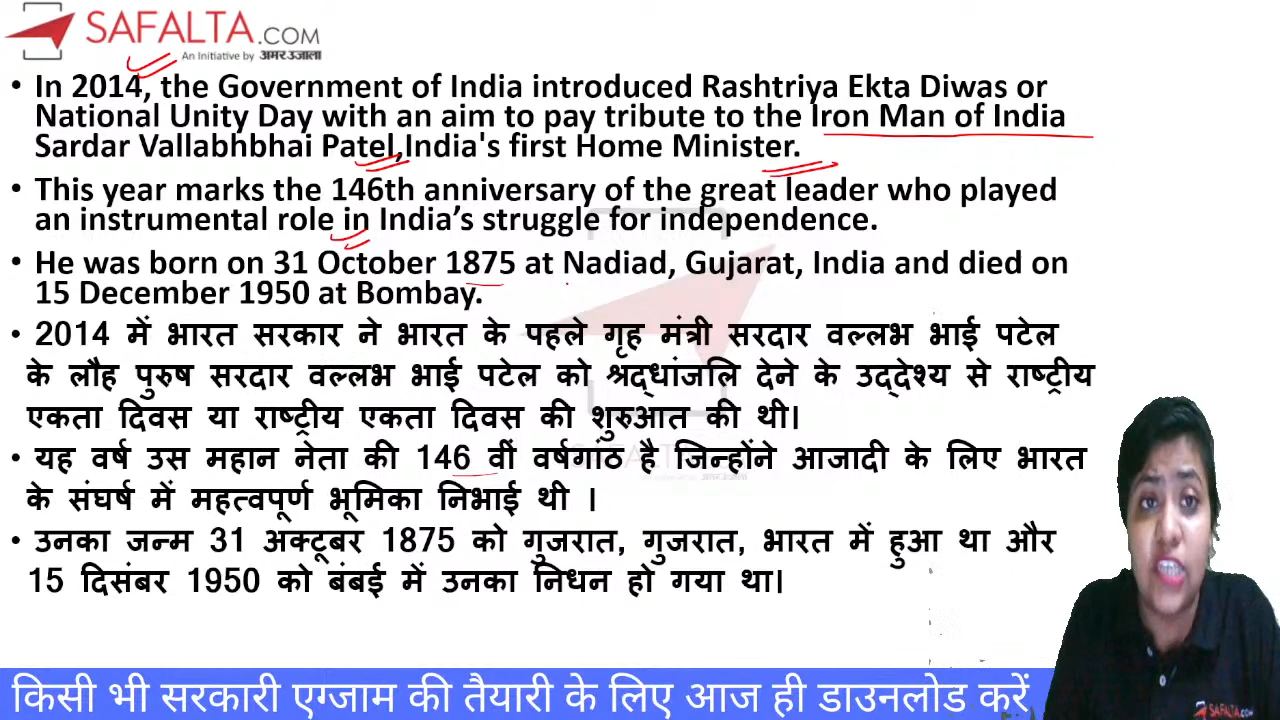 SAFALTA.COM
An Initiative by अमर उजाला
• In 2014, the Government of India introduced Rashtriya Ekta Diwas or
National Unity Day with an aim to pay tribute to the Iron Man of India
Sardar Vallabhbhai Patel,India's first Home Minister.
• This year marks the 146th anniversary of the great leader who played
an instrumental role in India’s struggle for independence.
• He was born on 31 October 1875 at Nadiad, Gujarat, India and died on
15 December 1950 at Bombay.
• 2014 में भारत सरकार ने भारत के पहले गृह मंत्री सरदार वल्लभ भाई पटेल
के लौह पुरुष सरदार वल्लभ भाई पटेल को श्रद्धांजलि देने के उद्देश्य से राष्ट्रीय
एकता दिवस या राष्ट्रीय एकता दिवस की शुरुआत की थी।
• यह वर्ष उस महान नेता की 146 वीं वर्षगांठ है जिन्होंने आजादी के लिए भारत
के संघर्ष में महत्वपूर्ण भूमिका निभाई थी ।
• उनका जन्म 31 अक्टूबर 1875 को गुजरात, गुजरात, भारत में हुआ था और
15 दिसंबर 1950 को बंबई में उनका निधन हो गया था।
किसी भी सरकारी एग्जाम की तैयारी के लिए आज ही डाउनलोड करें
SAFALTA